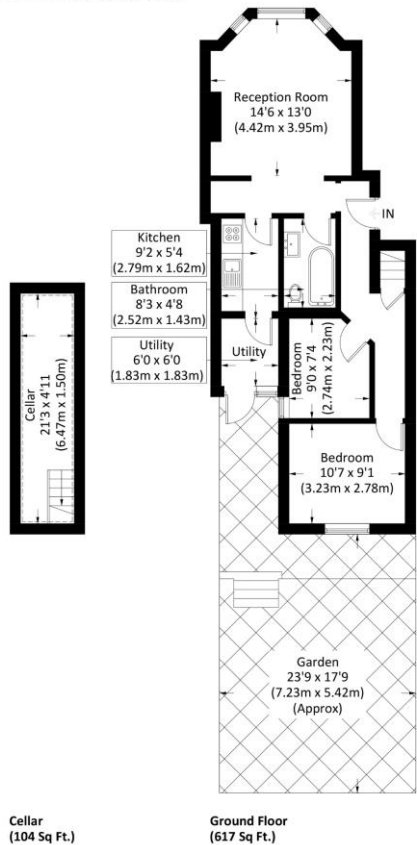 Reception Room
14'6 x 13'0
(4.42m x 3.95m)
IN
Kitchen
9'2 x 5'4
(2.79m x 1.62m)
Bathroom
8'3 x 4'8
(2.52m x 1.43m)
Utility
6'0 x 6'0
(1.83m x 1.83m)
Utility
Bedroom
9'0 x 7'4
(2.74m x 2.23m)
Cellar
21'3 x 4'11
(6.47m x 1.50m)
Bedroom
10'7 x 9'1
(3.23m x 2.78m)
Garden
23'9 x 17'9
(7.23m x 5.42m)
(Approx)
Cellar
(104 Sq Ft.)
Ground Floor
(617 Sq Ft.)